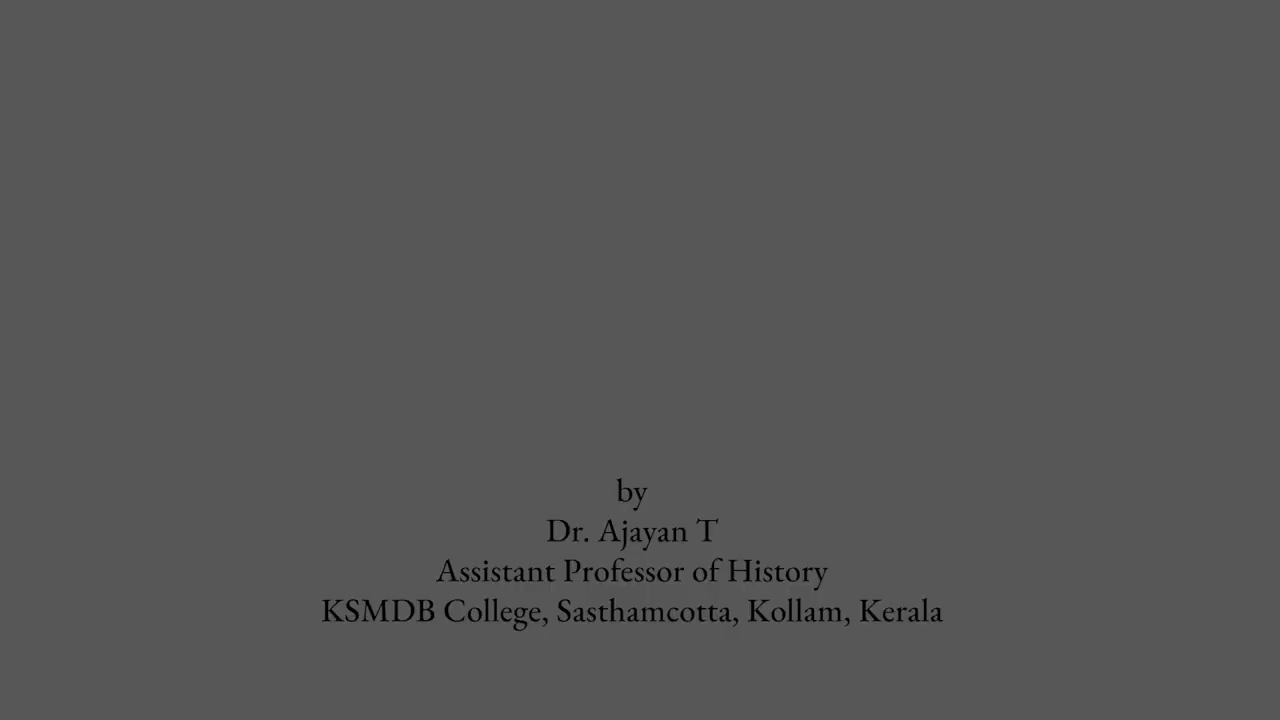 by
Dr. Ajayan T
Assistant Professor of History
KSMDB College, Sasthamcotta, Kollam, Kerala